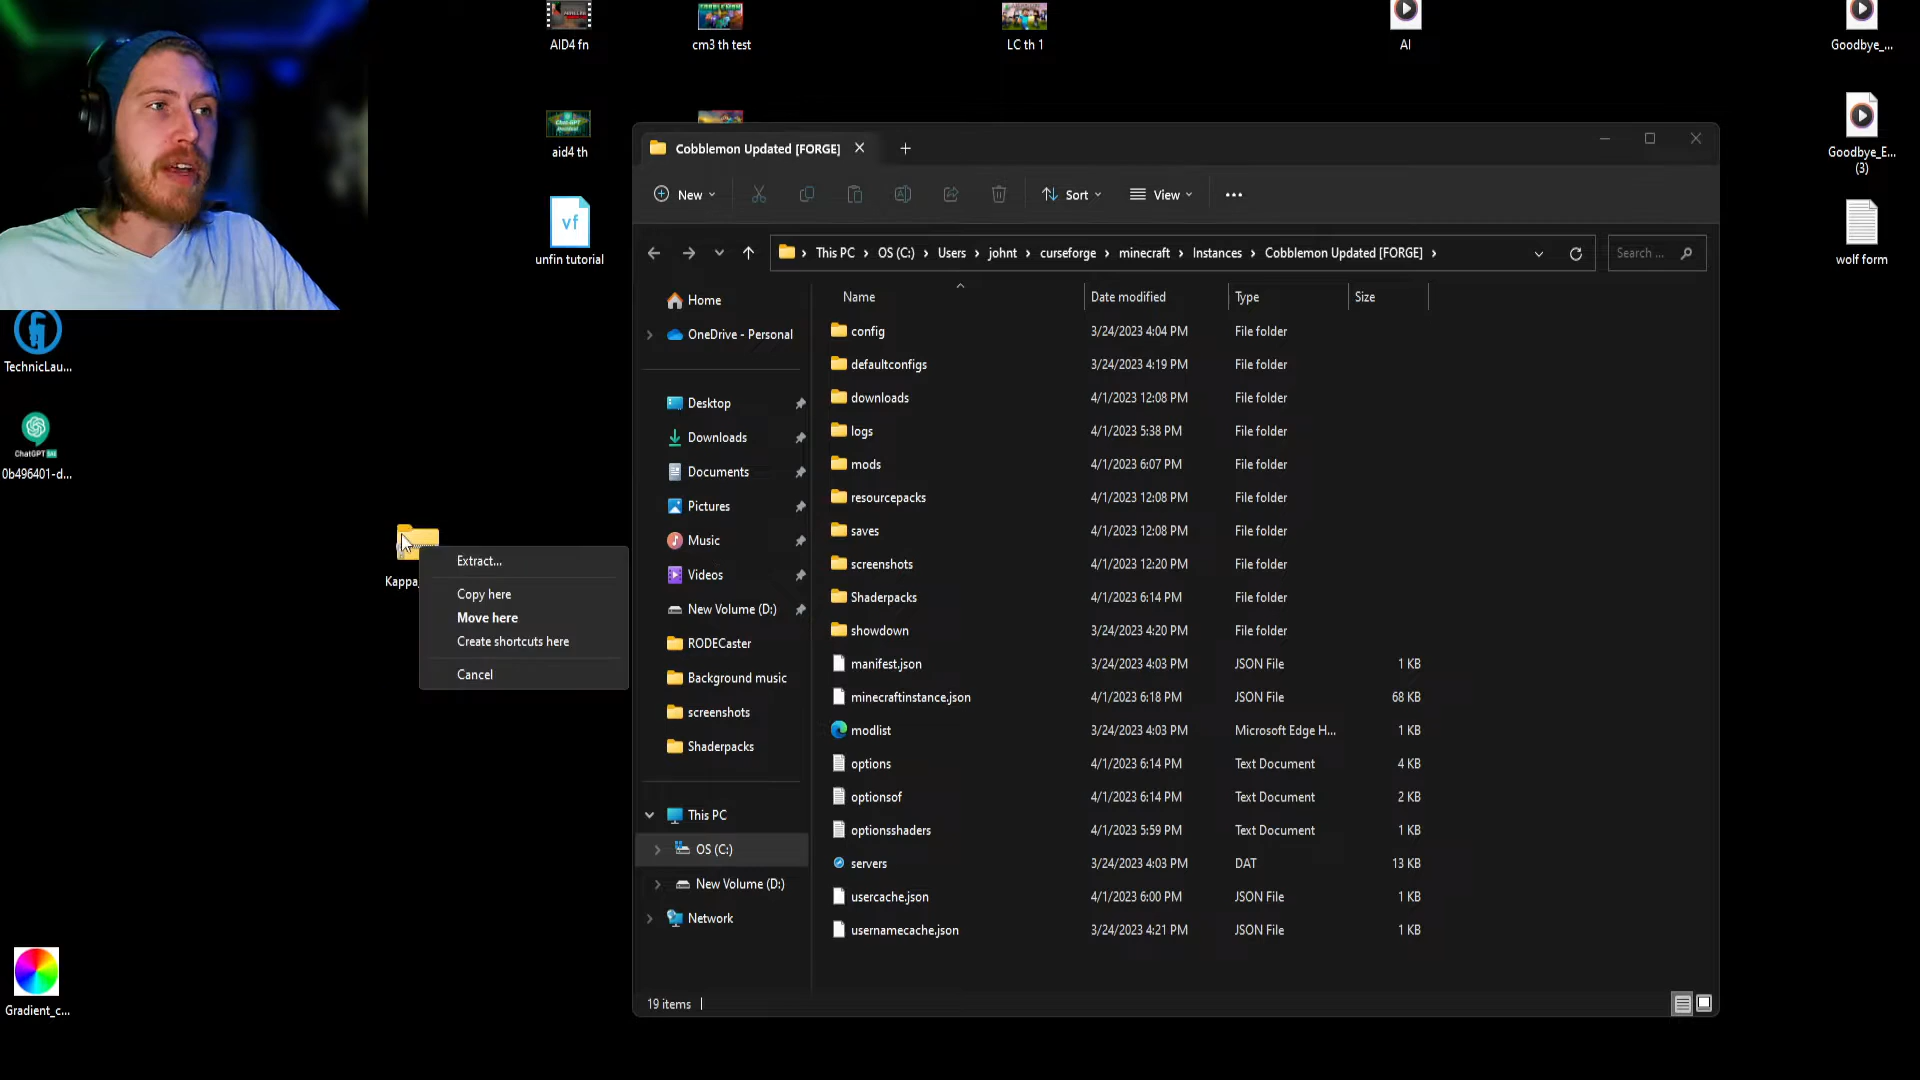 AID4 fn
cm3 th test
LC th 1
AI
Goodbye_...
aid4 th
Goodbye_E... (3)
vf
unfin tutorial
wolf form
TechnicLau...
ChatGPT
0b496401-d...
Kappa
Gradient_c...
Extract...
Copy here
Move here
Create shortcuts here
Cancel
Cobblemon Updated [FORGE]
New
Sort
View
This PC > OS (C:) > Users > johnt > curseforge > minecraft > Instances > Cobblemon Updated [FORGE] >
Search ...
Home
OneDrive - Personal
Desktop
Downloads
Documents
Pictures
Music
Videos
New Volume (D:)
RODECaster
Background music
screenshots
Shaderpacks
This PC
OS (C:)
New Volume (D:)
Network
Name Date modified Type Size
config 3/24/2023 4:04 PM File folder
defaultconfigs 3/24/2023 4:19 PM File folder
downloads 4/1/2023 12:08 PM File folder
logs 4/1/2023 5:38 PM File folder
mods 4/1/2023 6:07 PM File folder
resourcepacks 4/1/2023 12:08 PM File folder
saves 4/1/2023 12:08 PM File folder
screenshots 4/1/2023 12:20 PM File folder
Shaderpacks 4/1/2023 6:14 PM File folder
showdown 3/24/2023 4:20 PM File folder
manifest.json 3/24/2023 4:03 PM JSON File 1 KB
minecraftinstance.json 4/1/2023 6:18 PM JSON File 68 KB
modlist 3/24/2023 4:03 PM Microsoft Edge H... 1 KB
options 4/1/2023 6:14 PM Text Document 4 KB
optionsof 4/1/2023 6:14 PM Text Document 2 KB
optionsshaders 4/1/2023 5:59 PM Text Document 1 KB
servers 3/24/2023 4:03 PM DAT 13 KB
usercache.json 4/1/2023 6:00 PM JSON File 1 KB
usernamecache.json 3/24/2023 4:21 PM JSON File 1 KB
19 items